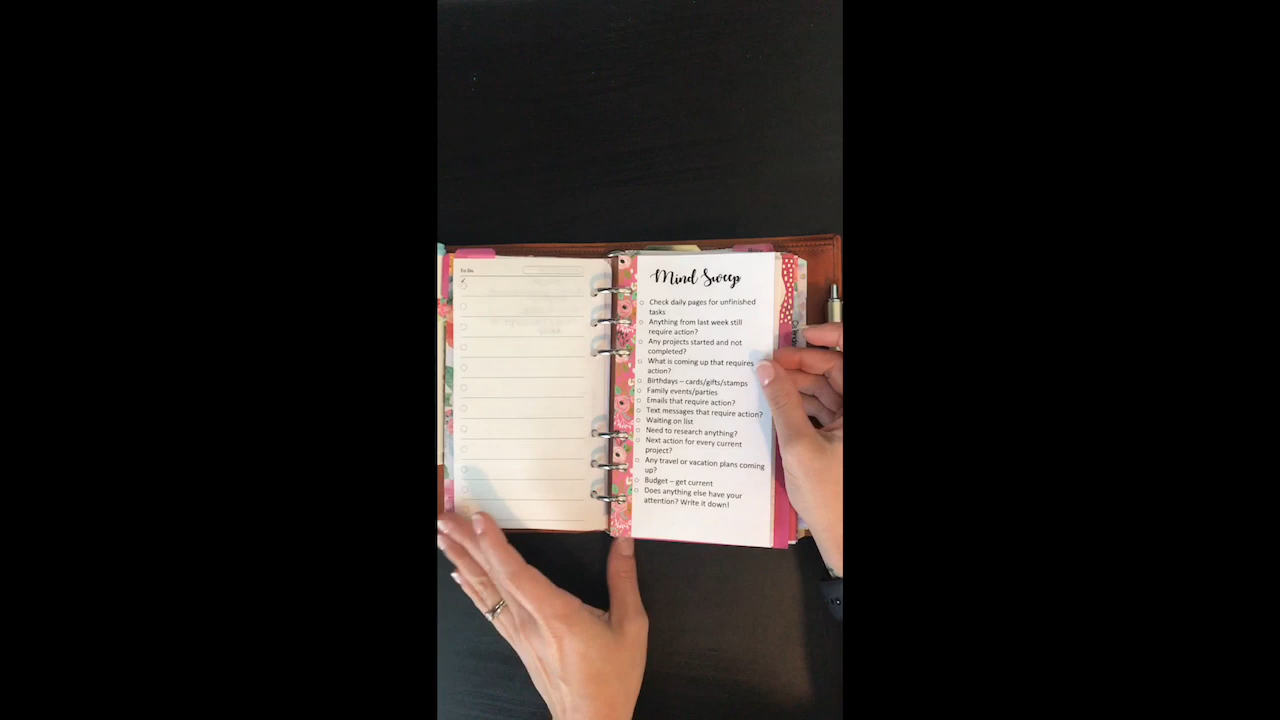 To Do
Mind Sweep
Check daily pages for unfinished
tasks
Anything from last week still
require action?
Any projects started and not
completed?
What is coming up that requires
action?
Birthdays – cards/gifts/stamps
Family events/parties
Emails that require action?
Text messages that require action?
Waiting on list
Need to research anything?
Next action for every current
project?
Any travel or vacation plans coming
up?
Budget – get current
Does anything else have your
attention? Write it down!